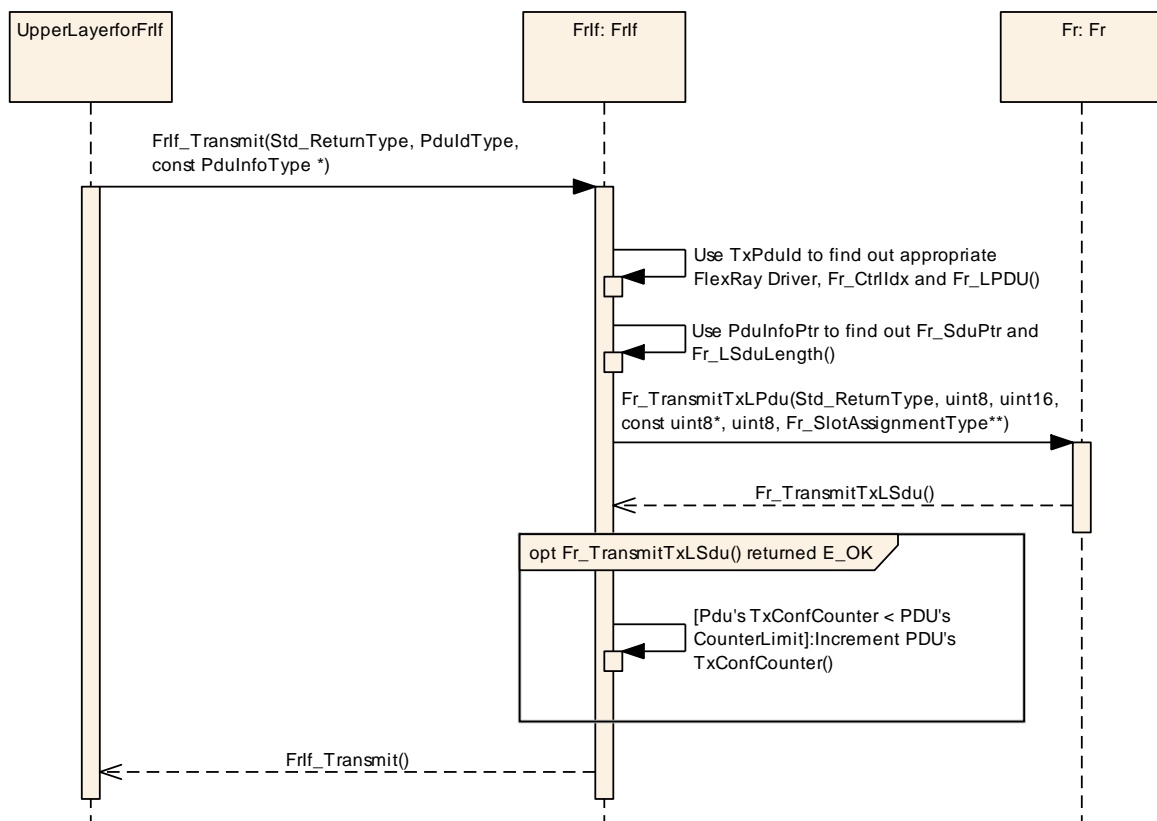 UpperLayerforFrIf
FrIf: FrIf
Fr: Fr
FrIf_Transmit(Std_ReturnType, PduIdType,
const PduInfoType *)
Use TxPduId to find out appropriate
FlexRay Driver, Fr_CtrlIdx and Fr_LPDU()
Use PduInfoPtr to find out Fr_SduPtr and
Fr_LSduLength()
Fr_TransmitTxLPdu(Std_ReturnType, uint8, uint16,
const uint8*, uint8, Fr_SlotAssignmentType**)
Fr_TransmitTxLSdu()
opt Fr_TransmitTxLSdu() returned E_OK
[Pdu's TxConfCounter < PDU's
CounterLimit]:Increment PDU's
TxConfCounter()
FrIf_Transmit()